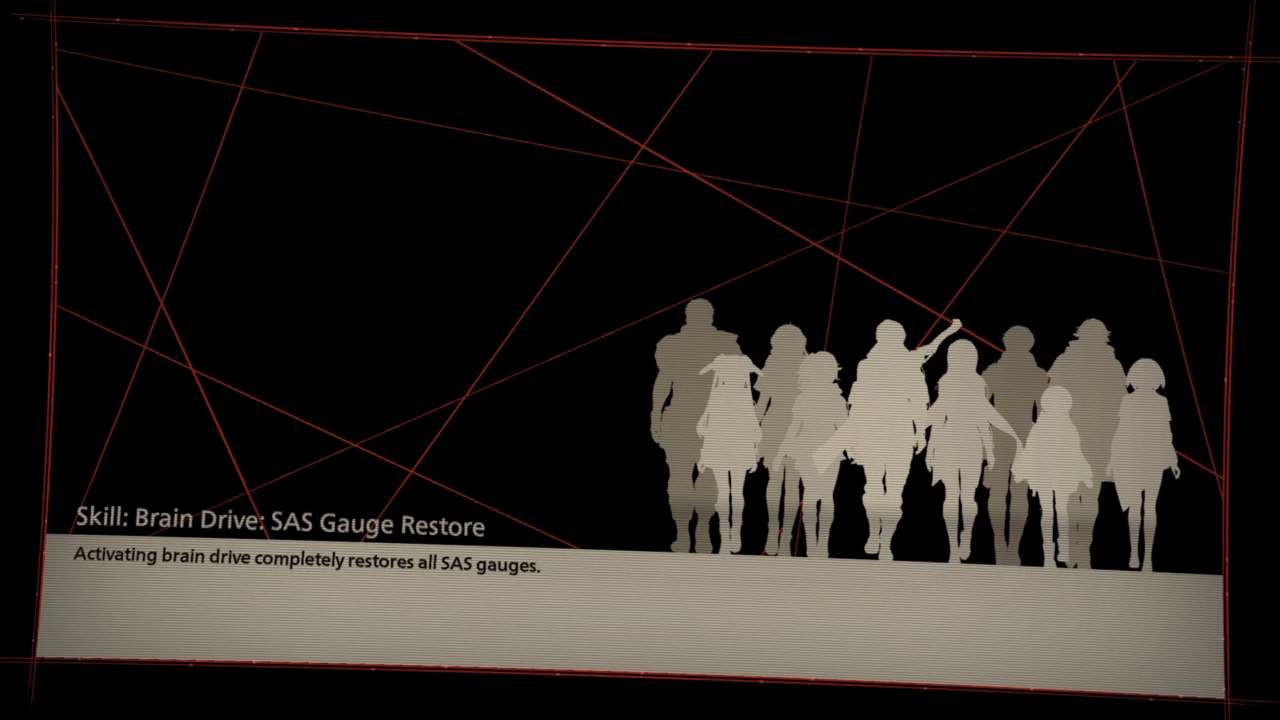 Skill: Brain Drive: SAS Gauge Restore
Activating brain drive completely restores all SAS gauges.